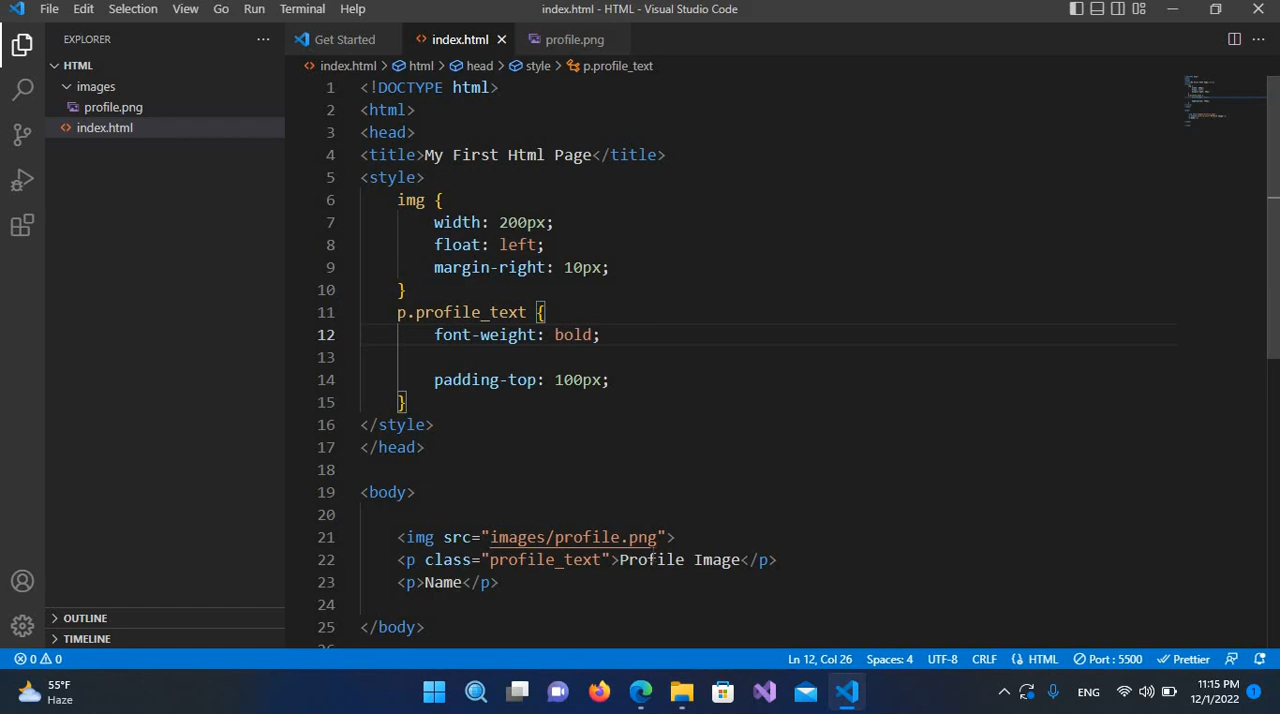 File Edit Selection View Go Run Terminal Help
index.html - HTML - Visual Studio Code
EXPLORER
HTML
images
profile.png
index.html
OUTLINE
TIMELINE
Get Started
index.html
profile.png
index.html > html > head > style > p.profile_text
1 <!DOCTYPE html>
2 <html>
3 <head>
4 <title>My First Html Page</title>
5 <style>
6 img {
7 width: 200px;
8 float: left;
9 margin-right: 10px;
10 }
11 p.profile_text {
12 font-weight: bold;
13
14 padding-top: 100px;
15 }
16 </style>
17 </head>
18
19 <body>
20
21 <img src="images/profile.png">
22 <p class="profile_text">Profile Image</p>
23 <p>Name</p>
24
25 </body>
0 0 Ln 12, Col 26 Spaces: 4 UTF-8 CRLF HTML Port : 5500 Prettier
55°F
Haze
ENG
11:15 PM
12/1/2022
1